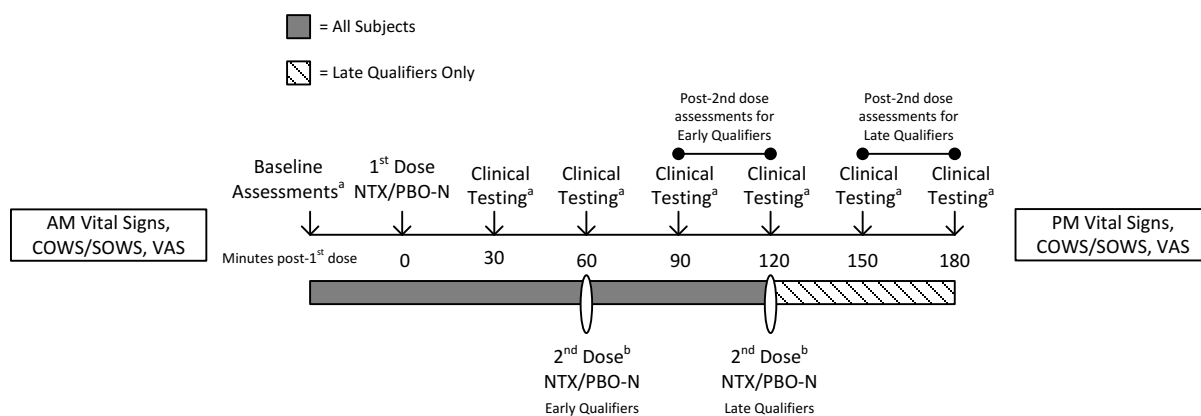 = All Subjects
= Late Qualifiers Only
Post-2nd dose
assessments for
Early Qualifiers
Post-2nd dose
assessments for
Late Qualifiers
Baseline
Assessmentsᵃ
1ˢᵗ Dose
NTX/PBO-N
Clinical
Testingᵃ
Clinical
Testingᵃ
Clinical
Testingᵃ
Clinical
Testingᵃ
Clinical
Testingᵃ
Clinical
Testingᵃ
AM Vital Signs,
COWS/SOWS, VAS
PM Vital Signs,
COWS/SOWS, VAS
Minutes post-1ˢᵗ dose 0 30 60 90 120 150 180
2ⁿᵈ Doseᵇ
NTX/PBO-N
Early Qualifiers
2ⁿᵈ Doseᵇ
NTX/PBO-N
Late Qualifiers